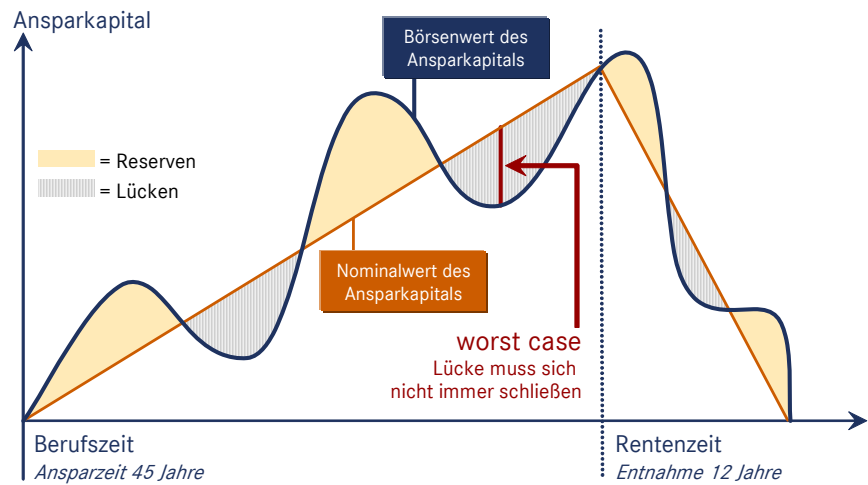 Ansparkapital
Börsenwert des
Ansparkapitals
= Reserven
= Lücken
Nominalwert des
Ansparkapitals
worst case
Lücke muss sich
nicht immer schließen
Berufszeit
Ansparzeit 45 Jahre
Rentenzeit
Entnahme 12 Jahre